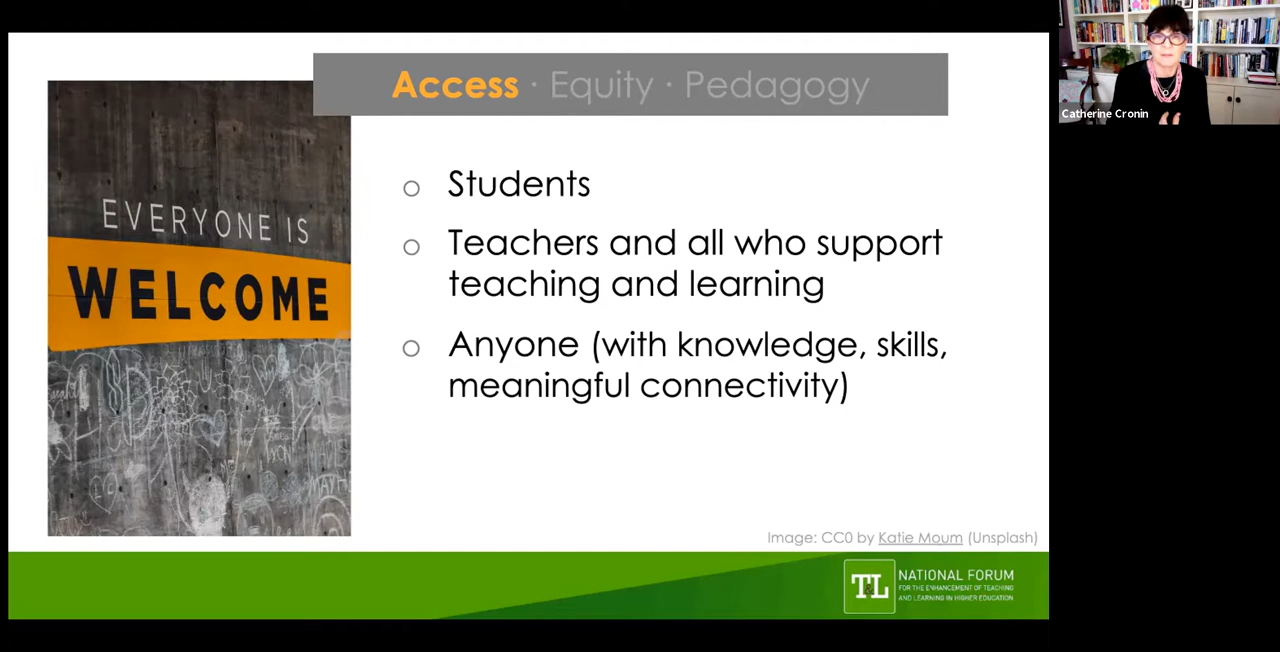 Access · Equity · Pedagogy
EVERYONE IS
WELCOME
○ Students
○ Teachers and all who support
teaching and learning
○ Anyone (with knowledge, skills,
meaningful connectivity)
Image: CC0 by Katie Moum (Unsplash)
T&L
NATIONAL FORUM
FOR THE ENHANCEMENT OF TEACHING
AND LEARNING IN HIGHER EDUCATION
Catherine Cronin